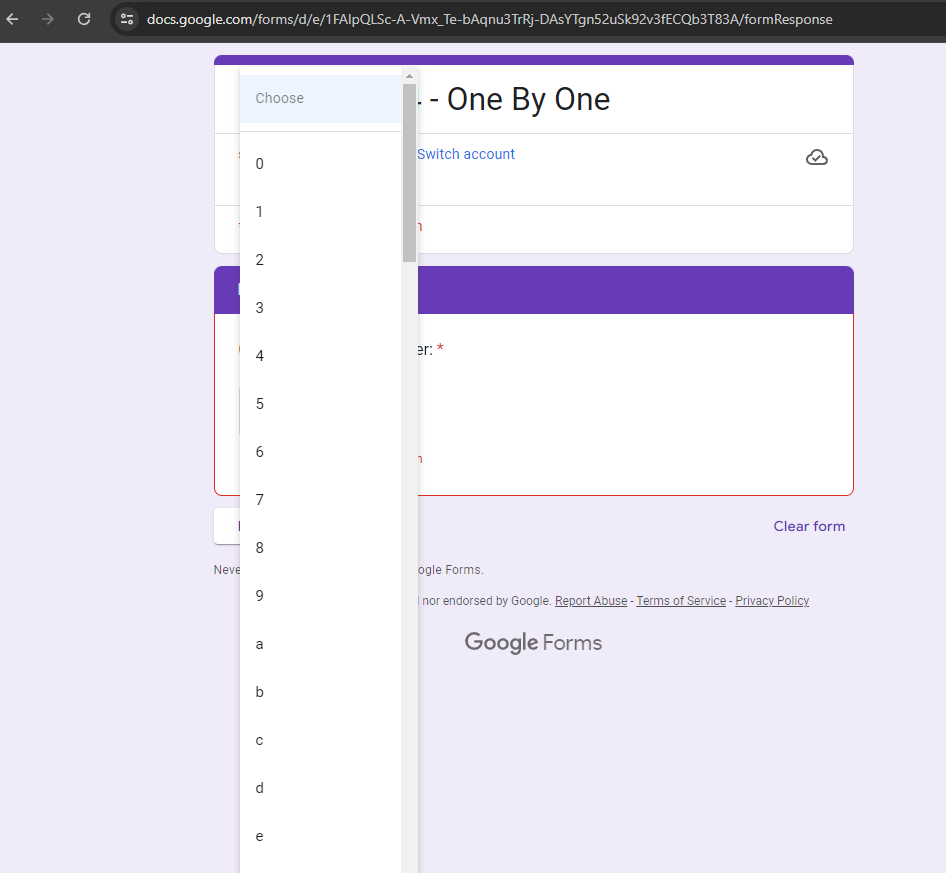 docs.google.com/forms/d/e/1FAIpQLSc-A-Vmx_Te-bAqnu3TrRj-DAsYTgn52uSk92v3fECQb3T83A/formResponse
Choose
- One By One
0
Switch account
1
2
3
er: *
4
5
6
7
Clear form
8
Neve
ogle Forms.
9
nor endorsed by Google. Report Abuse - Terms of Service - Privacy Policy
Google Forms
a
b
c
d
e